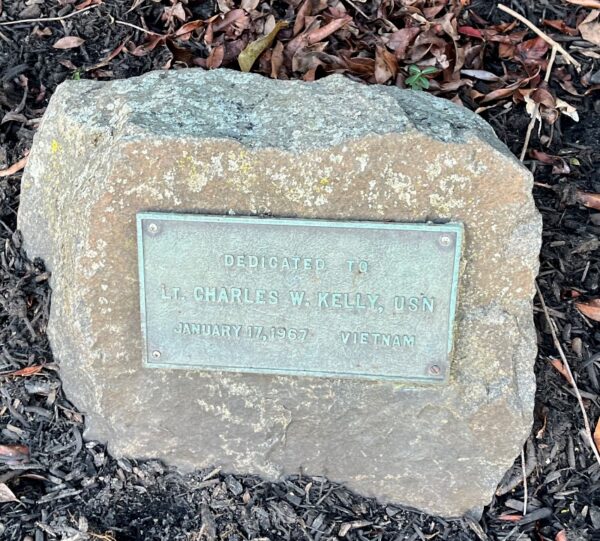 DEDICATED TO
LT. CHARLES W. KELLY, USN
JANUARY 17, 1967 VIETNAM